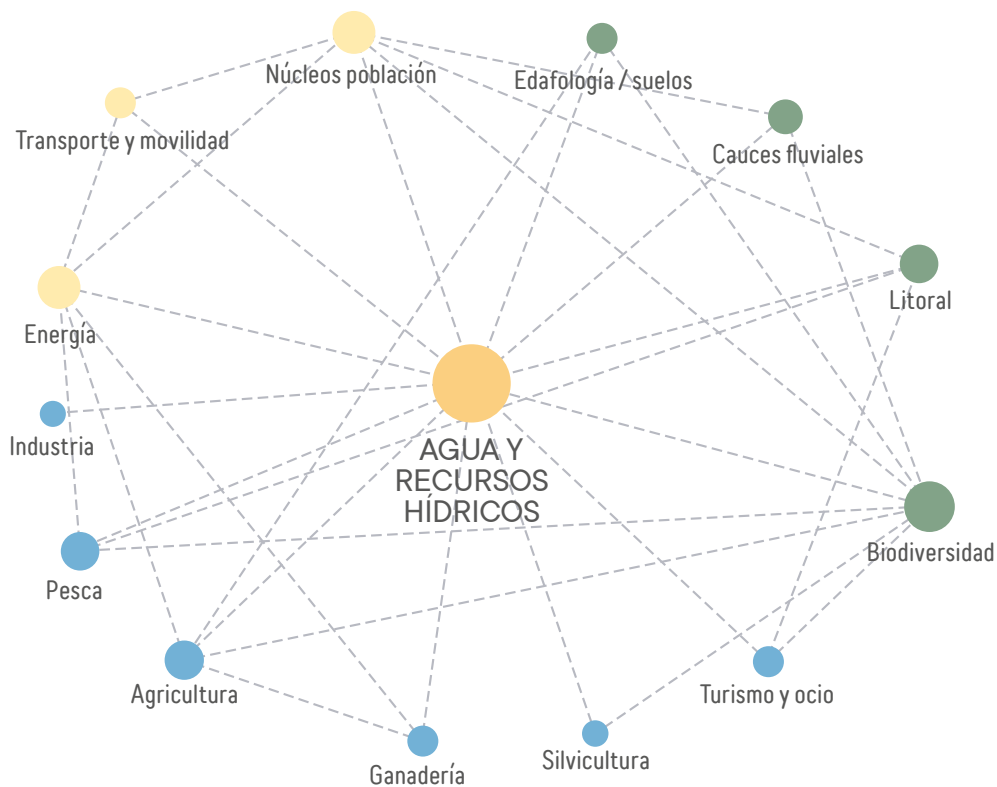 Núcleos población
Edafología / suelos
Transporte y movilidad
Cauces fluviales
Litoral
Energía
Industria
AGUA Y
RECURSOS
HÍDRICOS
Biodiversidad
Pesca
Agricultura
Turismo y ocio
Silvicultura
Ganadería